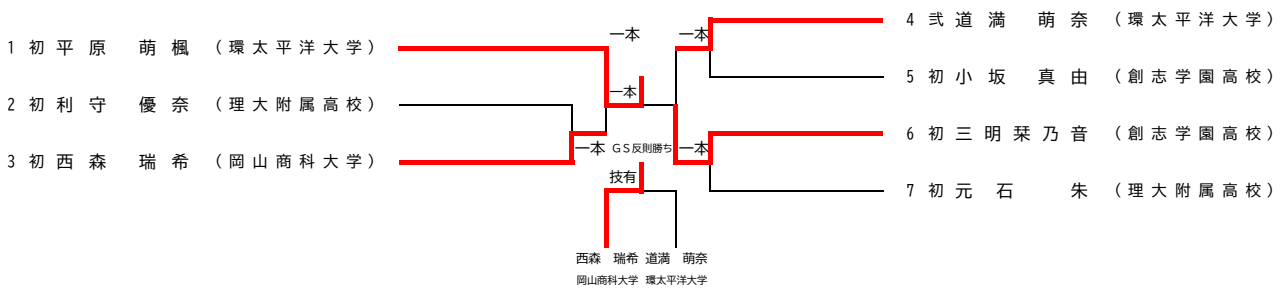 1 初 平原 萌楓 (環太平洋大学)
2 初 利守 優奈 (理大附属高校)
3 初 西森 瑞希 (岡山商科大学)
一本
一本
一本
一本 GS反則勝ち 一本
技有
西森 瑞希 道満 萌奈
岡山商科大学 環太平洋大学
4 弐 道満 萌奈 (環太平洋大学)
5 初 小坂 真由 (創志学園高校)
6 初 三明栞乃音 (創志学園高校)
7 初 元石 朱 (理大附属高校)